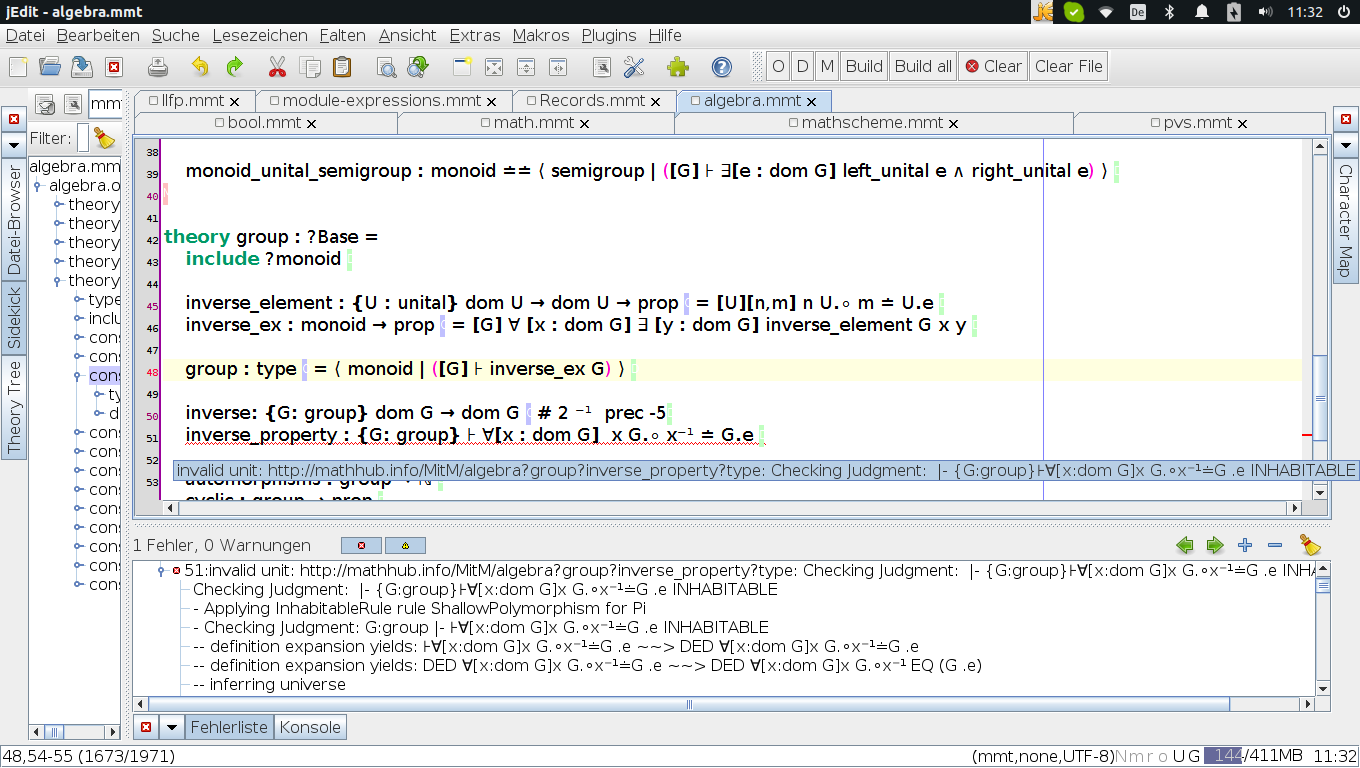 jEdit - algebra.mmt
De
11:32
Datei Bearbeiten Suche Lesezeichen Falten Ansicht Extras Makros Plugins Hilfe
O D M Build Build all Clear Clear File
mmt
llfp.mmt module-expressions.mmt Records.mmt algebra.mmt
bool.mmt math.mmt mathscheme.mmt pvs.mmt
Filter:
algebra.mm
algebra.o
theory
theory
theory
theory
theory
type
inclu
cons
cons
cons
ty
d
cons
cons
cons
cons
cons
cons
cons
cons
cons
Datei-Browser
Sidekick
Theory Tree
Character Map
38
39 monoid_unital_semigroup : monoid ≐≐ ⟨ semigroup | ([G] ⊦ ∃[e : dom G] left_unital e ∧ right_unital e) ⟩
40
41
42 theory group : ?Base =
43 include ?monoid
44
45 inverse_element : {U : unital} dom U → dom U → prop = [U][n,m] n U.∘ m ≐ U.e
46 inverse_ex : monoid → prop = [G] ∀ [x : dom G] ∃ [y : dom G] inverse_element G x y
47
48 group : type = ⟨ monoid | ([G] ⊦ inverse_ex G) ⟩
49
50 inverse: {G: group} dom G → dom G # 2 ⁻¹ prec -5
51 inverse_property : {G: group} ⊦ ∀[x : dom G] x G.∘ x⁻¹ ≐ G.e
52
invalid unit: http://mathhub.info/MitM/algebra?group?inverse_property?type: Checking Judgment: |- {G:group}⊦∀[x:dom G]x G.∘x⁻¹≐G .e INHABITABLE
53
1 Fehler, 0 Warnungen
51:invalid unit: http://mathhub.info/MitM/algebra?group?inverse_property?type: Checking Judgment: |- {G:group}⊦∀[x:dom G]x G.∘x⁻¹≐G .e INHA
Checking Judgment: |- {G:group}⊦∀[x:dom G]x G.∘x⁻¹≐G .e INHABITABLE
- Applying InhabitableRule rule ShallowPolymorphism for Pi
- Checking Judgment: G:group |- ⊦∀[x:dom G]x G.∘x⁻¹≐G .e INHABITABLE
-- definition expansion yields: ⊦∀[x:dom G]x G.∘x⁻¹≐G .e ~~> DED ∀[x:dom G]x G.∘x⁻¹≐G .e
-- definition expansion yields: DED ∀[x:dom G]x G.∘x⁻¹≐G .e ~~> DED ∀[x:dom G]x G.∘x⁻¹ EQ (G .e)
-- inferring universe
Fehlerliste Konsole
48,54-55 (1673/1971) (mmt,none,UTF-8)Nmro UG 144/411MB 11:32